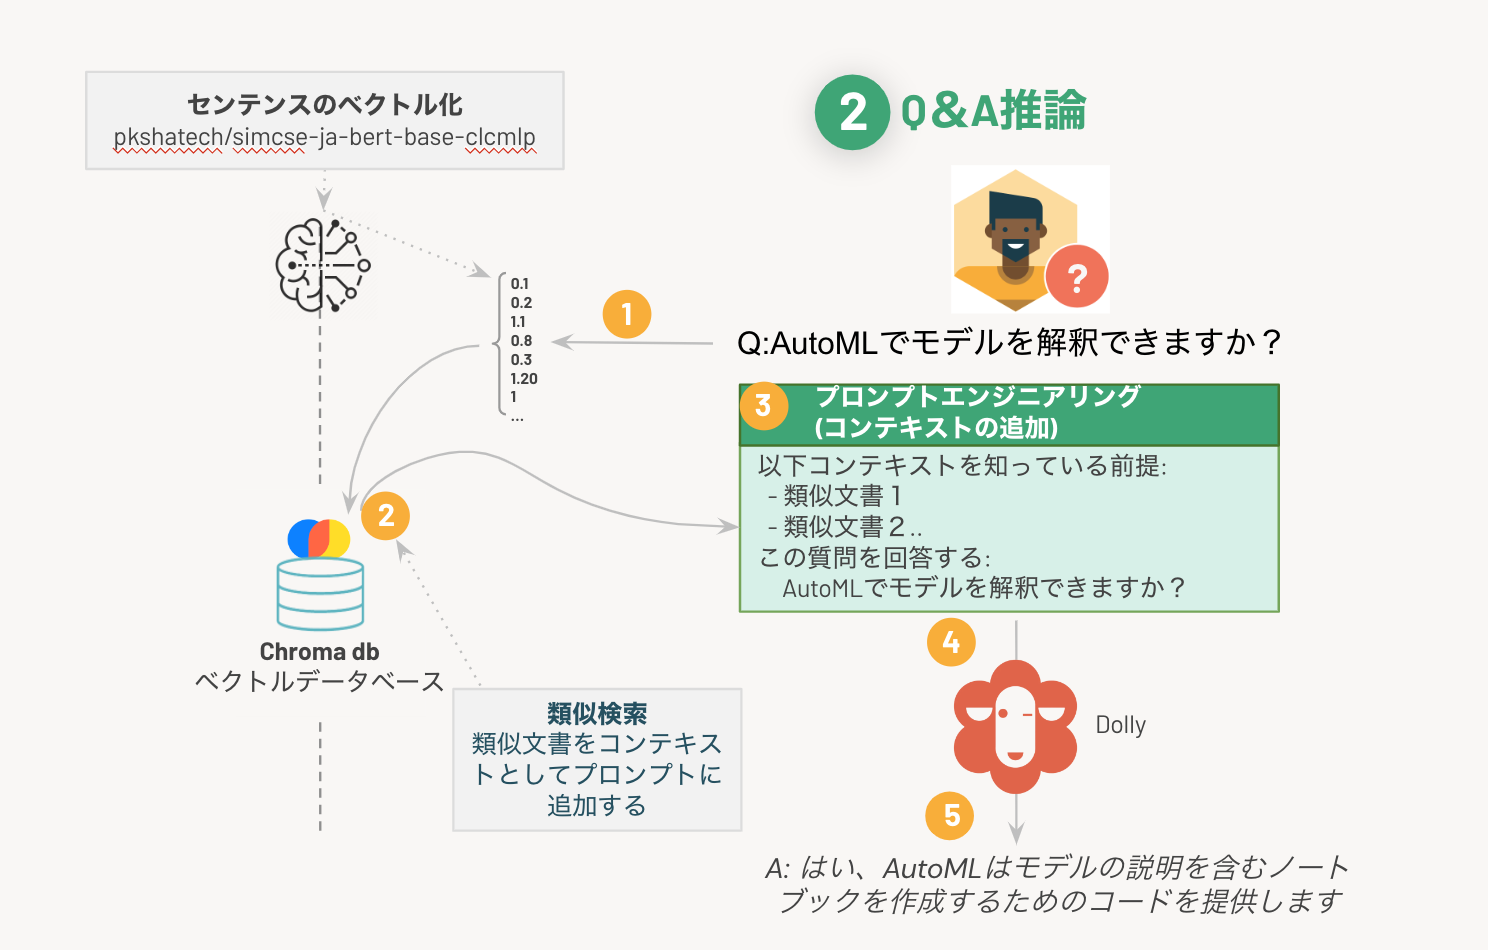 センテンスのベクトル化
pkshatech/simcse-ja-bert-base-clcmlp
2 Q&A推論
?
0.1
0.2
1.1
0.8
0.3
1.20
1
...
1
Q:AutoMLでモデルを解釈できますか？
3 プロンプトエンジニアリング
(コンテキストの追加)
以下コンテキストを知っている前提:
- 類似文書１
- 類似文書２..
この質問を回答する:
AutoMLでモデルを解釈できますか？
2
Chroma db
ベクトルデータベース
類似検索
類似文書をコンテキス
トとしてプロンプトに
追加する
4
Dolly
5
A: はい、AutoMLはモデルの説明を含むノート
ブックを作成するためのコードを提供します